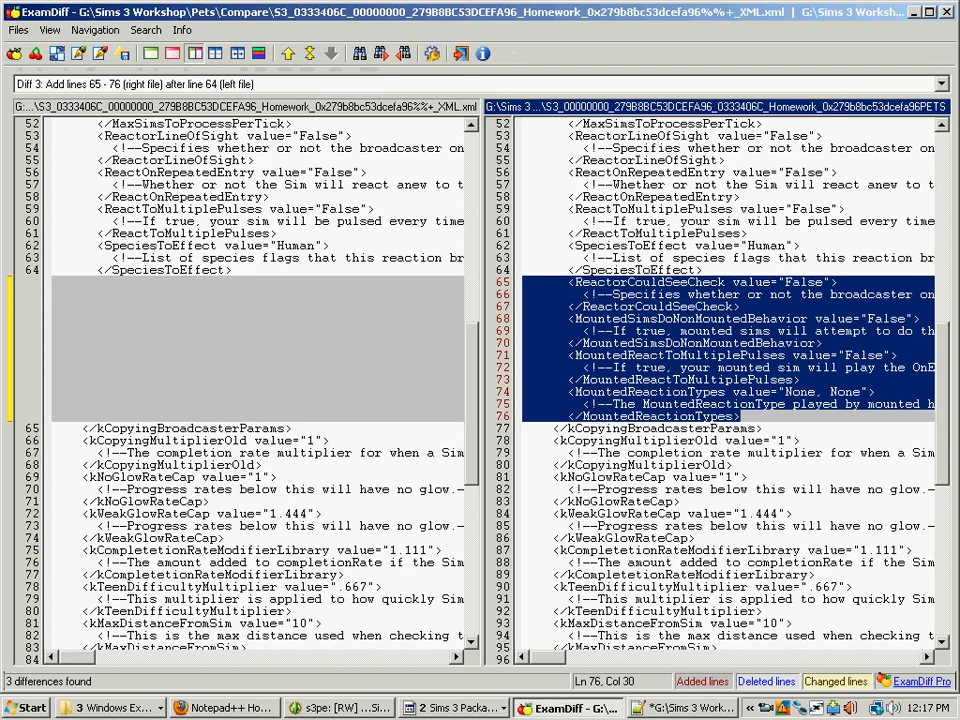 ExamDiff - G:\Sims 3 Workshop\Pets\Compare\S3_0333406C_00000000_279B8BC53DCEFA96_Homework_0x279b8bc53dcefa96%%+_XML.xml | G:\Sims 3 Worksh...
Files View Navigation Search Info
Diff 3: Add lines 65 - 76 (right file) after line 64 (left file)
G:...\S3_0333406C_00000000_279B8BC53DCEFA96_Homework_0x279b8bc53dcefa96%%+_XML.xml
52 </MaxSimsToProcessPerTick>
53 <ReactorLineOfSight value="False">
54 <!--Specifies whether or not the broadcaster on
55 </ReactorLineOfSight>
56 <ReactOnRepeatedEntry value="False">
57 <!--Whether or not the Sim will react anew to t
58 </ReactOnRepeatedEntry>
59 <ReactToMultiplePulses value="False">
60 <!--If true, your sim will be pulsed every time
61 </ReactToMultiplePulses>
62 <SpeciesToEffect value="Human">
63 <!--List of species flags that this reaction br
64 </SpeciesToEffect>
65 </kCopyingBroadcasterParams>
66 <kCopyingMultiplierOld value="1">
67 <!--The completion rate multiplier for when a Sim
68 </kCopyingMultiplierOld>
69 <kNoGlowRateCap value="1">
70 <!--Progress rates below this will have no glow.-
71 </kNoGlowRateCap>
72 <kWeakGlowRateCap value="1.444">
73 <!--Progress rates below this will have no glow.-
74 </kWeakGlowRateCap>
75 <kCompletetionRateModifierLibrary value="1.111">
76 <!--The amount added to completionRate if the Sim
77 </kCompletetionRateModifierLibrary>
78 <kTeenDifficultyMultiplier value=".667">
79 <!--This multiplier is applied to how quickly Sim
80 </kTeenDifficultyMultiplier>
81 <kMaxDistanceFromSim value="10">
82 <!--This is the max distance used when checking t
83 </kMaxDistanceFromSim>
84
G:\Sims 3 ...\S3_00000000_279B8BC53DCEFA96_0333406C_Homework_0x279b8bc53dcefa96PETS
52 </MaxSimsToProcessPerTick>
53 <ReactorLineOfSight value="False">
54 <!--Specifies whether or not the broadcaster on
55 </ReactorLineOfSight>
56 <ReactOnRepeatedEntry value="False">
57 <!--Whether or not the Sim will react anew to t
58 </ReactOnRepeatedEntry>
59 <ReactToMultiplePulses value="False">
60 <!--If true, your sim will be pulsed every time
61 </ReactToMultiplePulses>
62 <SpeciesToEffect value="Human">
63 <!--List of species flags that this reaction br
64 </SpeciesToEffect>
65 <ReactorCouldSeeCheck value="False">
66 <!--Specifies whether or not the broadcaster on
67 </ReactorCouldSeeCheck>
68 <MountedSimsDoNonMountedBehavior value="False">
69 <!--If true, mounted sims will attempt to do th
70 </MountedSimsDoNonMountedBehavior>
71 <MountedReactToMultiplePulses value="False">
72 <!--If true, your mounted sim will play the OnE
73 </MountedReactToMultiplePulses>
74 <MountedReactionTypes value="None, None">
75 <!--The MountedReactionType played by mounted h
76 </MountedReactionTypes>
77 </kCopyingBroadcasterParams>
78 <kCopyingMultiplierOld value="1">
79 <!--The completion rate multiplier for when a Sim
80 </kCopyingMultiplierOld>
81 <kNoGlowRateCap value="1">
82 <!--Progress rates below this will have no glow.-
83 </kNoGlowRateCap>
84 <kWeakGlowRateCap value="1.444">
85 <!--Progress rates below this will have no glow.-
86 </kWeakGlowRateCap>
87 <kCompletetionRateModifierLibrary value="1.111">
88 <!--The amount added to completionRate if the Sim
89 </kCompletetionRateModifierLibrary>
90 <kTeenDifficultyMultiplier value=".667">
91 <!--This multiplier is applied to how quickly Sim
92 </kTeenDifficultyMultiplier>
93 <kMaxDistanceFromSim value="10">
94 <!--This is the max distance used when checking t
95 </kMaxDistanceFromSim>
96
3 differences found Ln 76, Col 30 Added lines Deleted lines Changed lines ExamDiff Pro
Start 3 Windows Ex... Notepad++ Ho... s3pe: [RW] ...Si... 2 Sims 3 Packa... ExamDiff - G:\... *G:\Sims 3 Work... « 12:17 PM